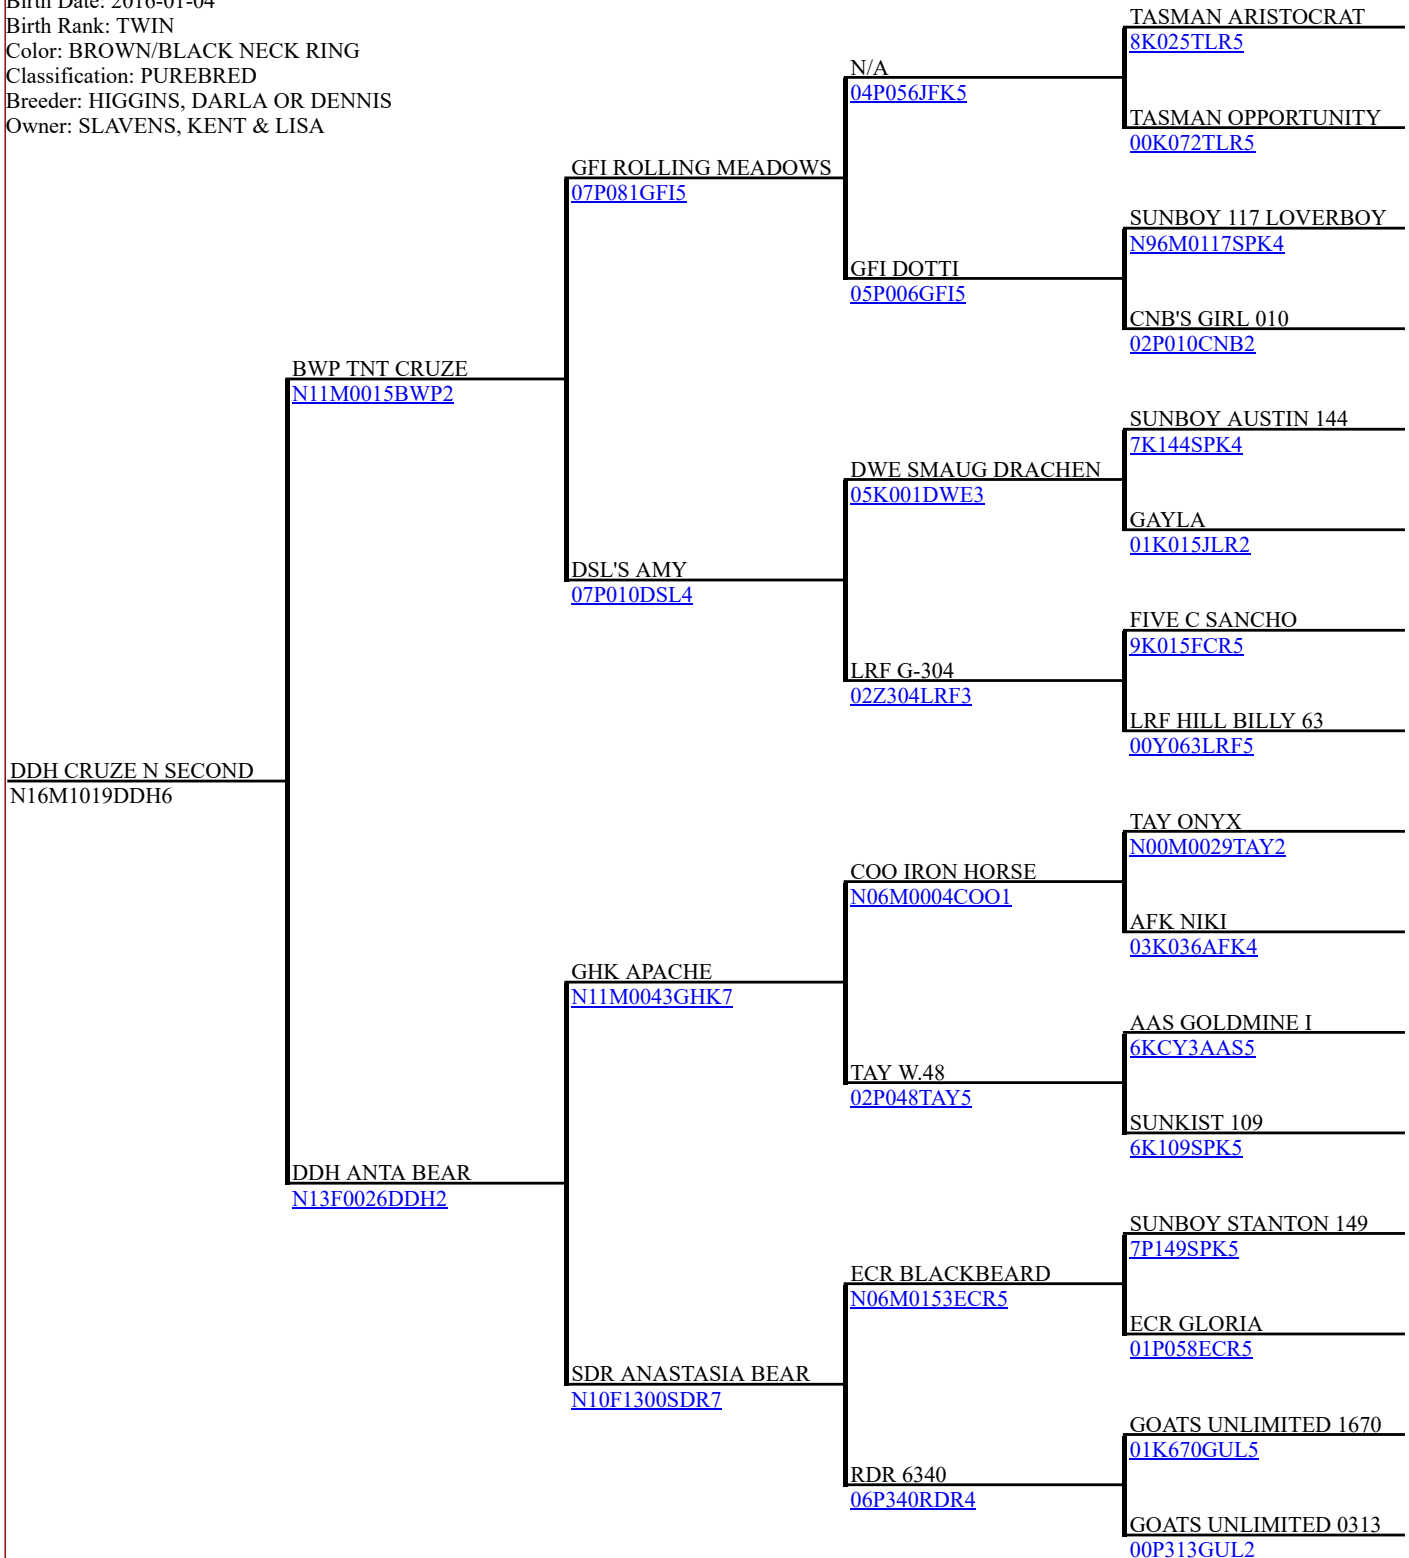 Birth Date: 2016-01-04
Birth Rank: TWIN
Color: BROWN/BLACK NECK RING
Classification: PUREBRED
Breeder: HIGGINS, DARLA OR DENNIS
Owner: SLAVENS, KENT & LISA
TASMAN ARISTOCRAT
8K025TLR5
N/A
04P056JFK5
TASMAN OPPORTUNITY
00K072TLR5
GFI ROLLING MEADOWS
07P081GFI5
SUNBOY 117 LOVERBOY
N96M0117SPK4
GFI DOTTI
05P006GFI5
CNB'S GIRL 010
02P010CNB2
BWP TNT CRUZE
N11M0015BWP2
SUNBOY AUSTIN 144
7K144SPK4
DWE SMAUG DRACHEN
05K001DWE3
GAYLA
01K015JLR2
DSL'S AMY
07P010DSL4
FIVE C SANCHO
9K015FCR5
LRF G-304
02Z304LRF3
LRF HILL BILLY 63
00Y063LRF5
DDH CRUZE N SECOND
N16M1019DDH6
TAY ONYX
N00M0029TAY2
COO IRON HORSE
N06M0004COO1
AFK NIKI
03K036AFK4
GHK APACHE
N11M0043GHK7
AAS GOLDMINE I
6KCY3AAS5
TAY W.48
02P048TAY5
SUNKIST 109
6K109SPK5
DDH ANTA BEAR
N13F0026DDH2
SUNBOY STANTON 149
7P149SPK5
ECR BLACKBEARD
N06M0153ECR5
ECR GLORIA
01P058ECR5
SDR ANASTASIA BEAR
N10F1300SDR7
GOATS UNLIMITED 1670
01K670GUL5
RDR 6340
06P340RDR4
GOATS UNLIMITED 0313
00P313GUL2